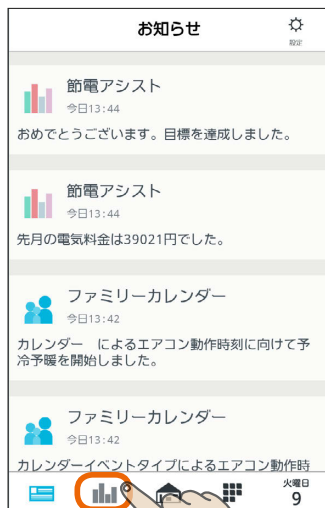 お知らせ
設定
節電アシスト
今日13:44
おめでとうございます。目標を達成しました。
節電アシスト
今日13:44
先月の電気料金は39021円でした。
ファミリーカレンダー
今日13:42
カレンダー　によるエアコン動作時刻に向けて予
冷予暖を開始しました。
ファミリーカレンダー
今日13:42
カレンダーイベントタイプによるエアコン動作時
火曜日
9